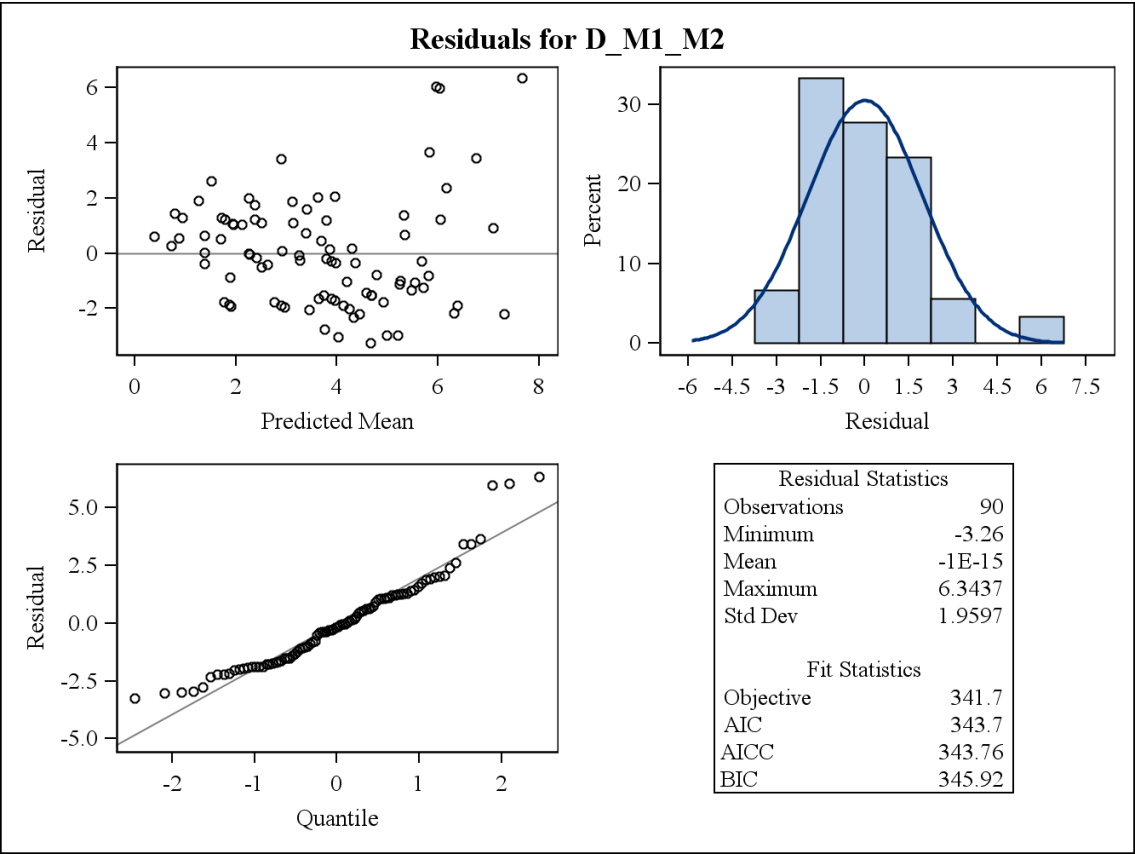 Residuals for D_M1_M2
6
4
2
0
-2
Residual
0 2 4 6 8
Predicted Mean
30
20
10
0
Percent
-6 -4.5 -3 -1.5 0 1.5 3 4.5 6 7.5
Residual
5.0
2.5
0.0
-2.5
-5.0
Residual
-2 -1 0 1 2
Quantile
Residual Statistics
Observations 90
Minimum -3.26
Mean -1E-15
Maximum 6.3437
Std Dev 1.9597
Fit Statistics
Objective 341.7
AIC 343.7
AICC 343.76
BIC 345.92